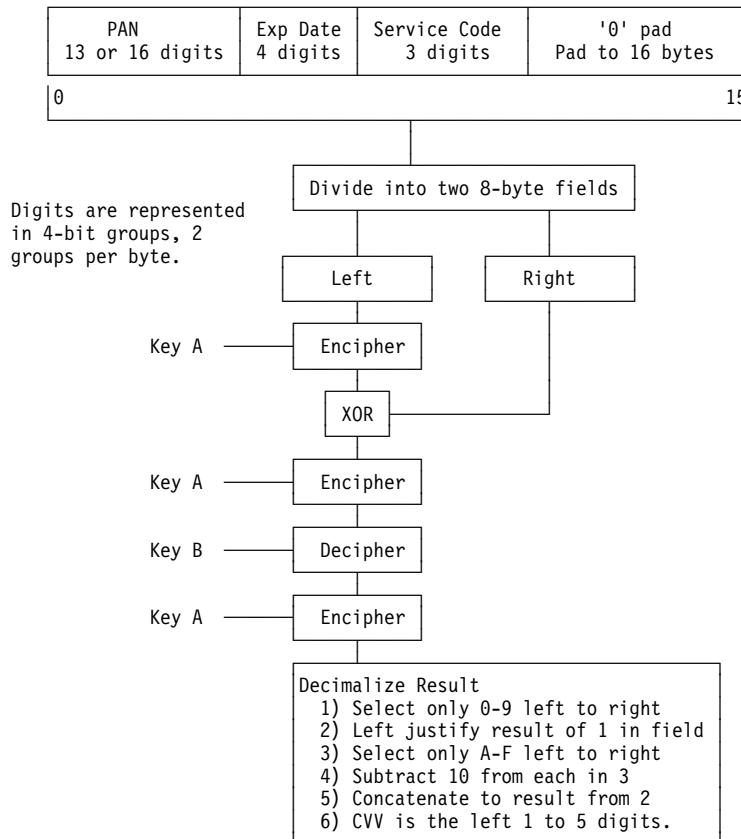 PAN Exp Date Service Code '0' pad
13 or 16 digits 4 digits 3 digits Pad to 16 bytes
0 15
Divide into two 8-byte fields
Digits are represented
in 4-bit groups, 2
groups per byte.
Left Right
Key A Encipher
XOR
Key A Encipher
Key B Decipher
Key A Encipher
Decimalize Result
1) Select only 0-9 left to right
2) Left justify result of 1 in field
3) Select only A-F left to right
4) Subtract 10 from each in 3
5) Concatenate to result from 2
6) CVV is the left 1 to 5 digits.